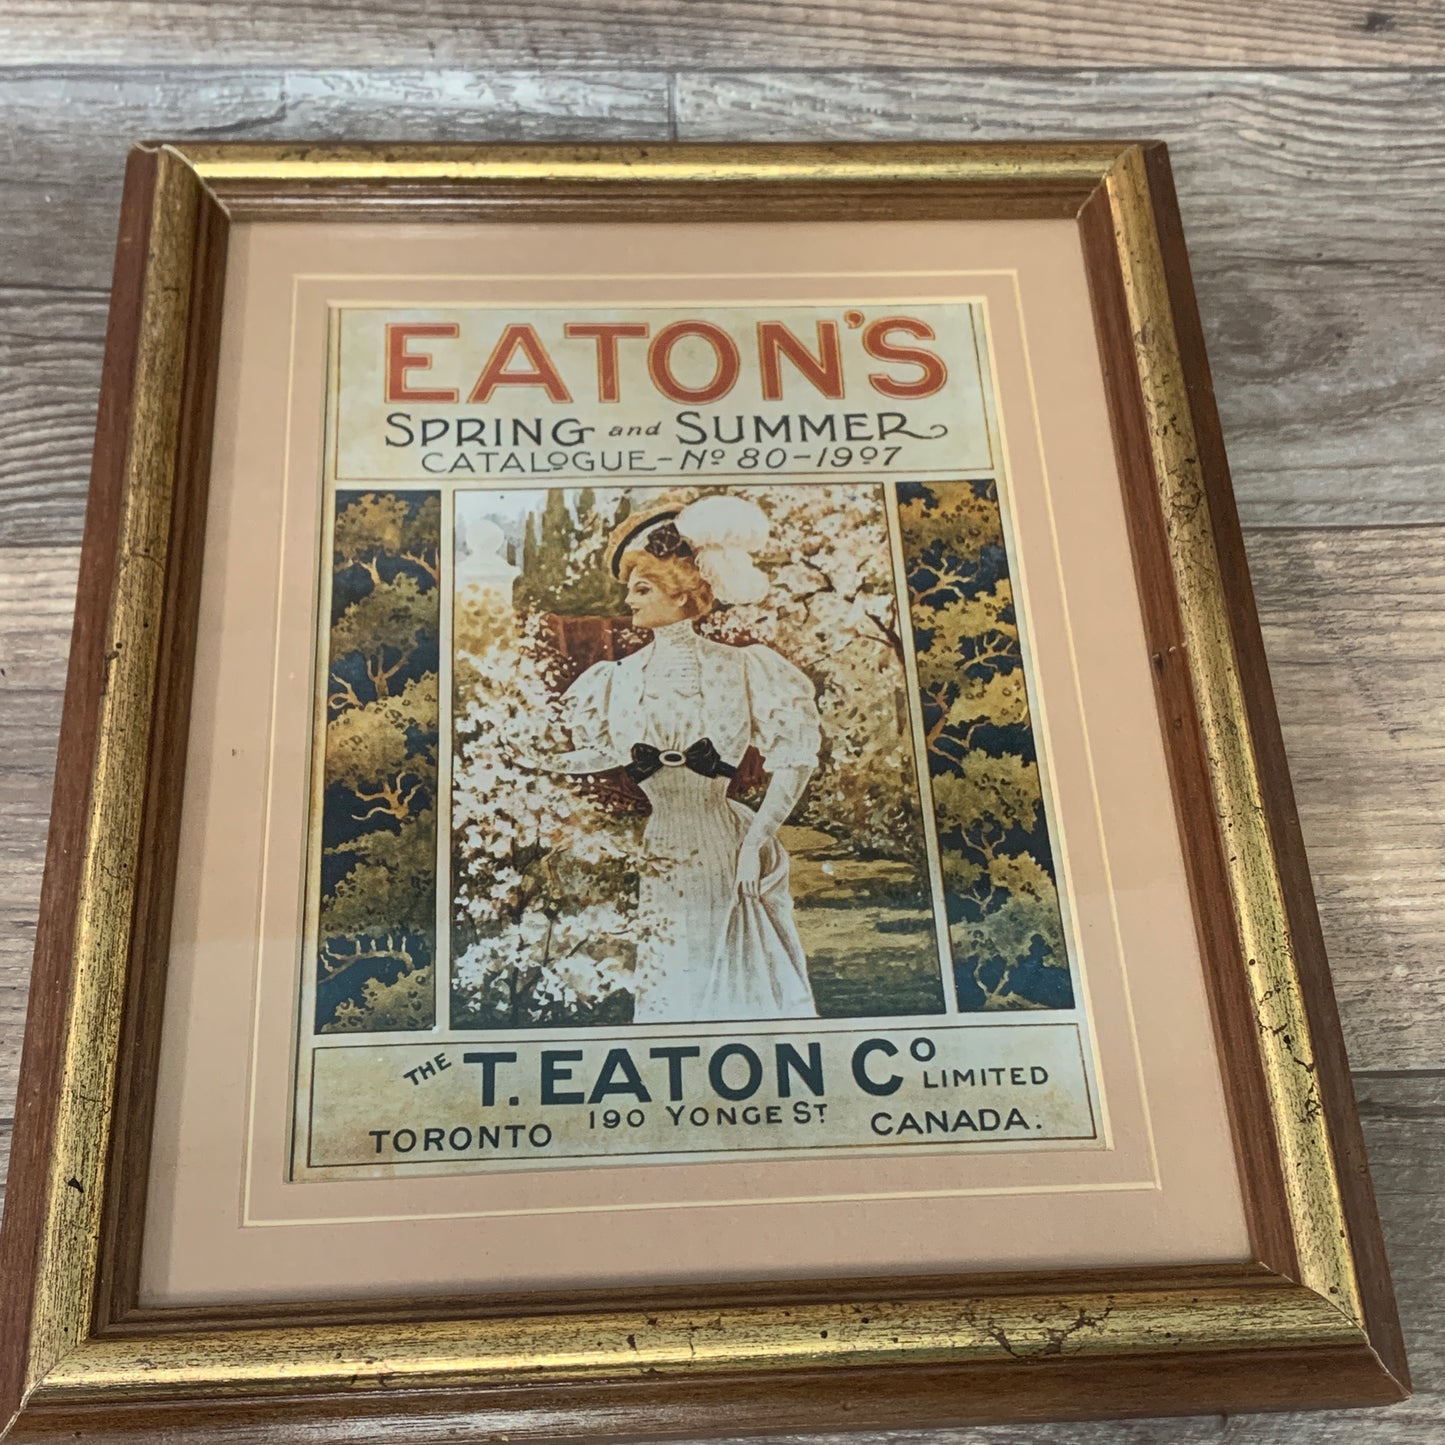 EATON'S
SPRING and SUMMER
CATALOGUE-Nº 80-1907
THE T. EATON Cº LIMITED
TORONTO 190 YONGE ST. CANADA.